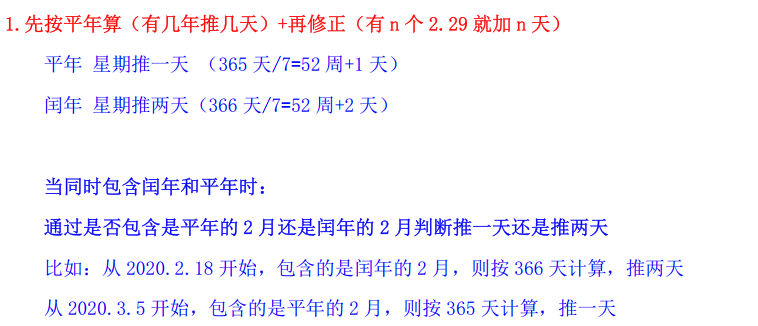 1.先按平年算（有几年推几天）+再修正（有 n 个 2.29 就加 n 天）
平年 星期推一天 （365 天/7=52 周+1 天）
闰年 星期推两天（366 天/7=52 周+2 天）
当同时包含闰年和平年时：
通过是否包含是平年的 2 月还是闰年的 2 月判断推一天还是推两天
比如：从 2020.2.18 开始，包含的是闰年的 2 月，则按 366 天计算，推两天
从 2020.3.5 开始，包含的是平年的 2 月，则按 365 天计算，推一天